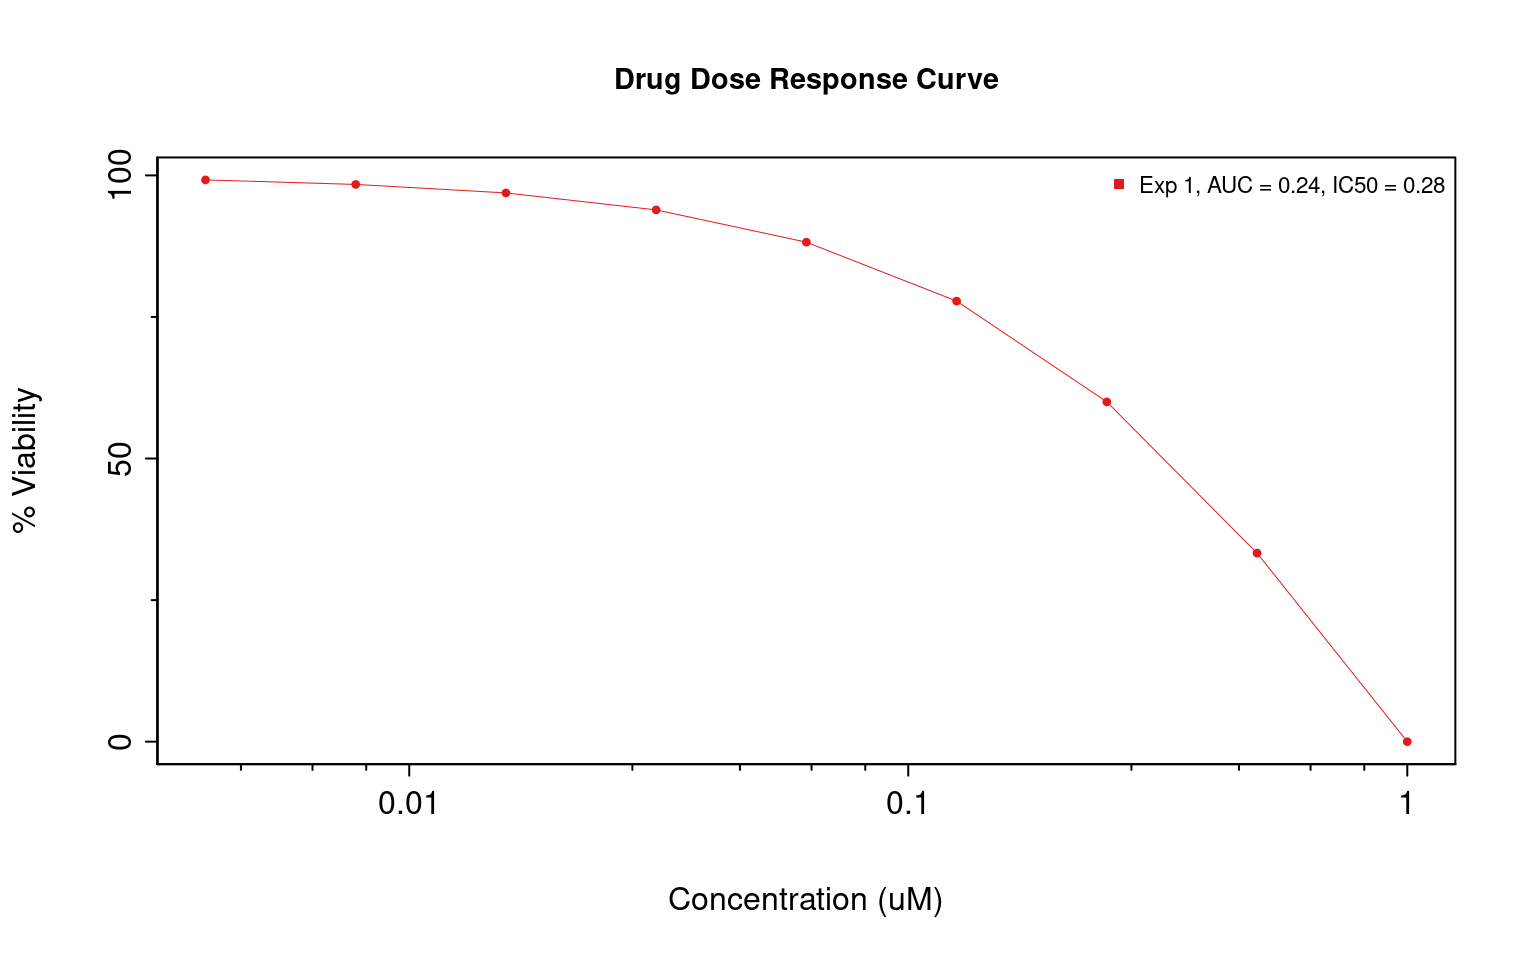 Drug Dose Response Curve
Exp 1, AUC = 0.24, IC50 = 0.28
100
50
0
% Viability
0.01 0.1 1
Concentration (uM)